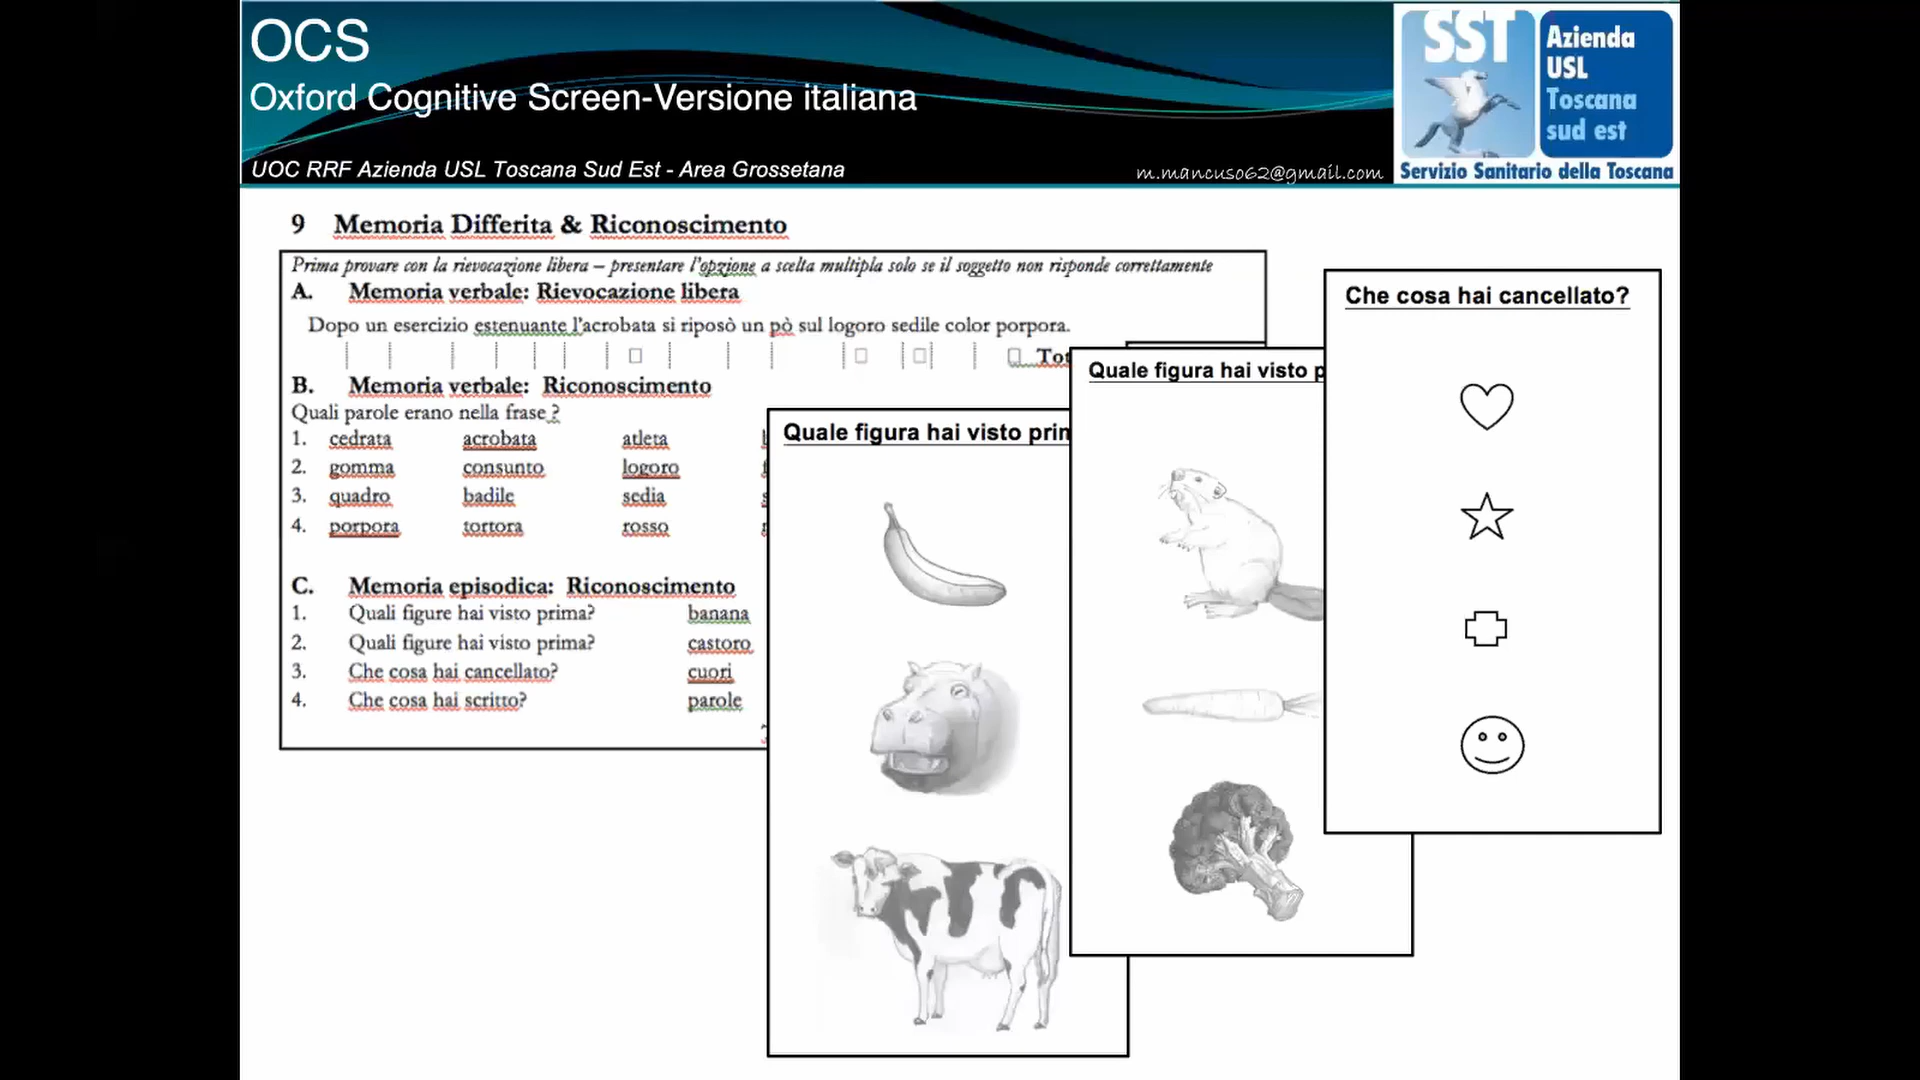 OCS
Oxford Cognitive Screen-Versione italiana
UOC RRF Azienda USL Toscana Sud Est - Area Grossetana
m.mancuso62@gmail.com
SST
Azienda
USL
Toscana
sud est
Servizio Sanitario della Toscana
9 Memoria Differita & Riconoscimento
Prima provare con la rievocazione libera – presentare l'opzione a scelta multipla solo se il soggetto non risponde correttamente
A. Memoria verbale: Rievocazione libera
Dopo un esercizio estenuante l'acrobata si riposò un pò sul logoro sedile color porpora.
B. Memoria verbale: Riconoscimento
Quali parole erano nella frase ?
1. cedrata acrobata atleta
2. gomma consunto logoro
3. quadro badile sedia
4. porpora tortora rosso
C. Memoria episodica: Riconoscimento
1. Quali figure hai visto prima? banana
2. Quali figure hai visto prima? castoro
3. Che cosa hai cancellato? cuori
4. Che cosa hai scritto? parole
Quale figura hai visto
Quale figura hai visto
Che cosa hai cancellato?